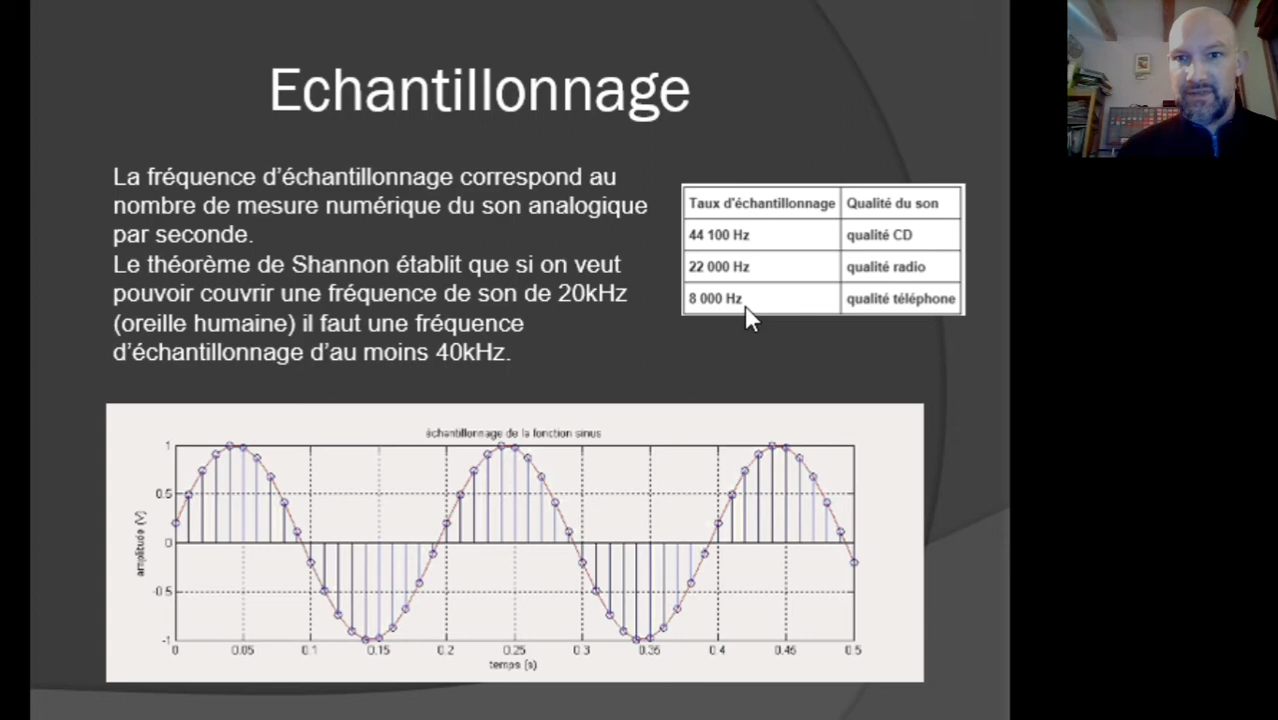 Echantillonnage
La fréquence d'échantillonnage correspond au
nombre de mesure numérique du son analogique
par seconde.
Le théorème de Shannon établit que si on veut
pouvoir couvrir une fréquence de son de 20kHz
(oreille humaine) il faut une fréquence
d'échantillonnage d'au moins 40kHz.
Taux d'échantillonnage Qualité du son
44 100 Hz qualité CD
22 000 Hz qualité radio
8 000 Hz qualité téléphone
échantillonnage de la fonction sinus
amplitude (V)
1
0.5
0
-0.5
-1
0 0.05 0.1 0.15 0.2 0.25 0.3 0.35 0.4 0.45 0.5
temps (s)